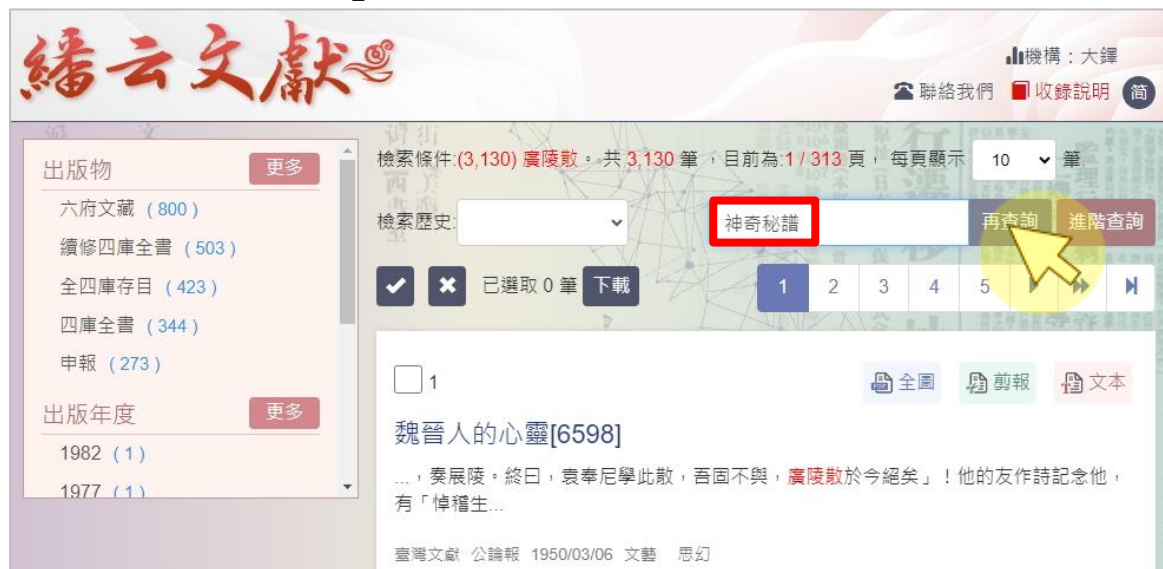 繙云文獻
機構：大鐸
聯絡我們 收錄說明 简
出版物 更多
六府文藏 (800)
續修四庫全書 (503)
全四庫存目 (423)
四庫全書 (344)
申報 (273)
出版年度 更多
1982 (1)
1977 (1)
檢索條件:(3,130) 廣陵散。 共 3,130 筆，目前為:1 / 313 頁， 每頁顯示 10 筆.
檢索歷史: 神奇秘譜 再查詢 進階查詢
已選取 0 筆 下載 1 2 3 4 5
1 全圖 剪報 文本
魏晉人的心靈[6598]
...，奏展陵。終日，袁奉尼學此散，吾固不與，廣陵散於今絕矣」！他的友作詩記念他，
有「悼稽生...
臺灣文獻 公論報 1950/03/06 文藝 思幻